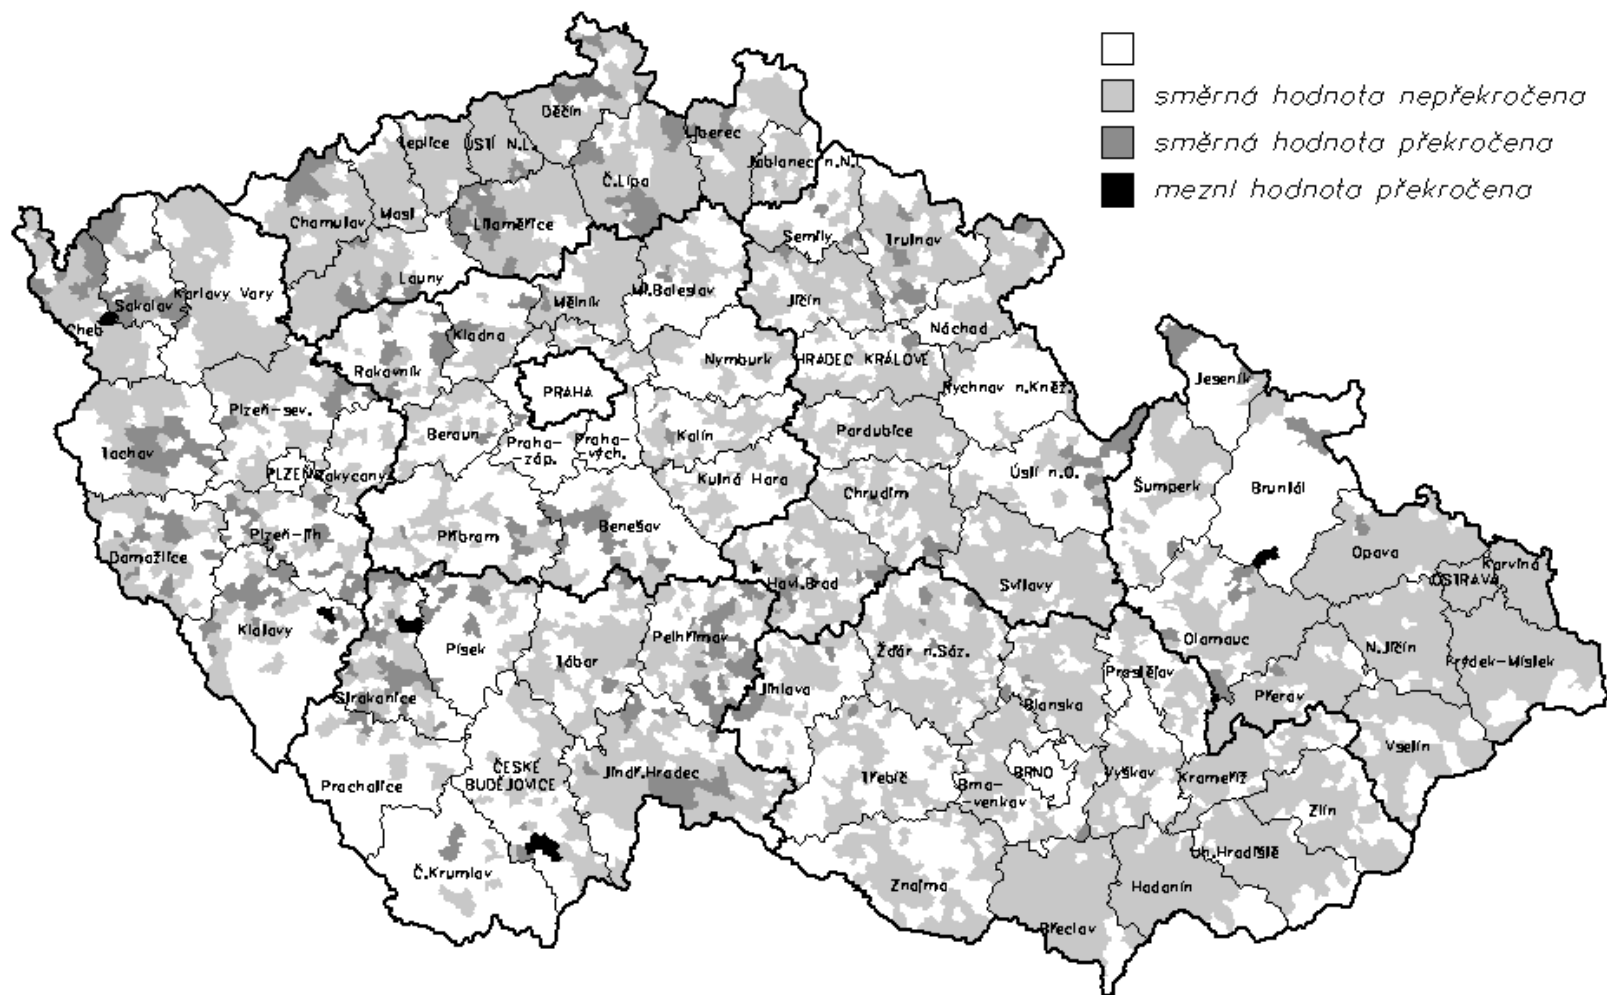 směrná hodnota nepřekročena
směrná hodnota překročena
mezní hodnota překročena
Děčín
Liberec
Teplice
ÚSTÍ N.L.
Jablonec n.N.
Č.Lípa
Chomutov
Most
Litoměřice
Semily
Trutnov
Louny
Karlovy Vary
Sokolov
Cheb
Mělník
Ml.Boleslav
Jičín
Náchod
Kladno
Rakovník
Nymburk
HRADEC KRÁLOVÉ
Rychnov n.Kněž.
Jeseník
PRAHA
Plzeň-sev.
Beroun
Praha-
-záp.
Praha-
vých.
Kolín
Pardubice
Tachov
PLZEŇ
Rokycany
Kutná Hora
Chrudim
Ústí n.O.
Šumperk
Bruntál
Plzeň-jih
Příbram
Benešov
Domažlice
Havl.Brod
Svitavy
Opava
Karviná
OSTRAVA
Klatovy
Písek
Tábor
Pelhřimov
Žďár n.Sáz.
Olomouc
N.Jičín
Frýdek-Místek
Strakonice
Jihlava
Blansko
Prostějov
Přerov
Vsetín
Prachatice
ČESKÉ
BUDĚJOVICE
Jindř.Hradec
Třebíč
Brno-
-venkov
BRNO
Vyškov
Kroměříž
Zlín
Č.Krumlov
Znojmo
Hodonín
Uh.Hradiště
Břeclav